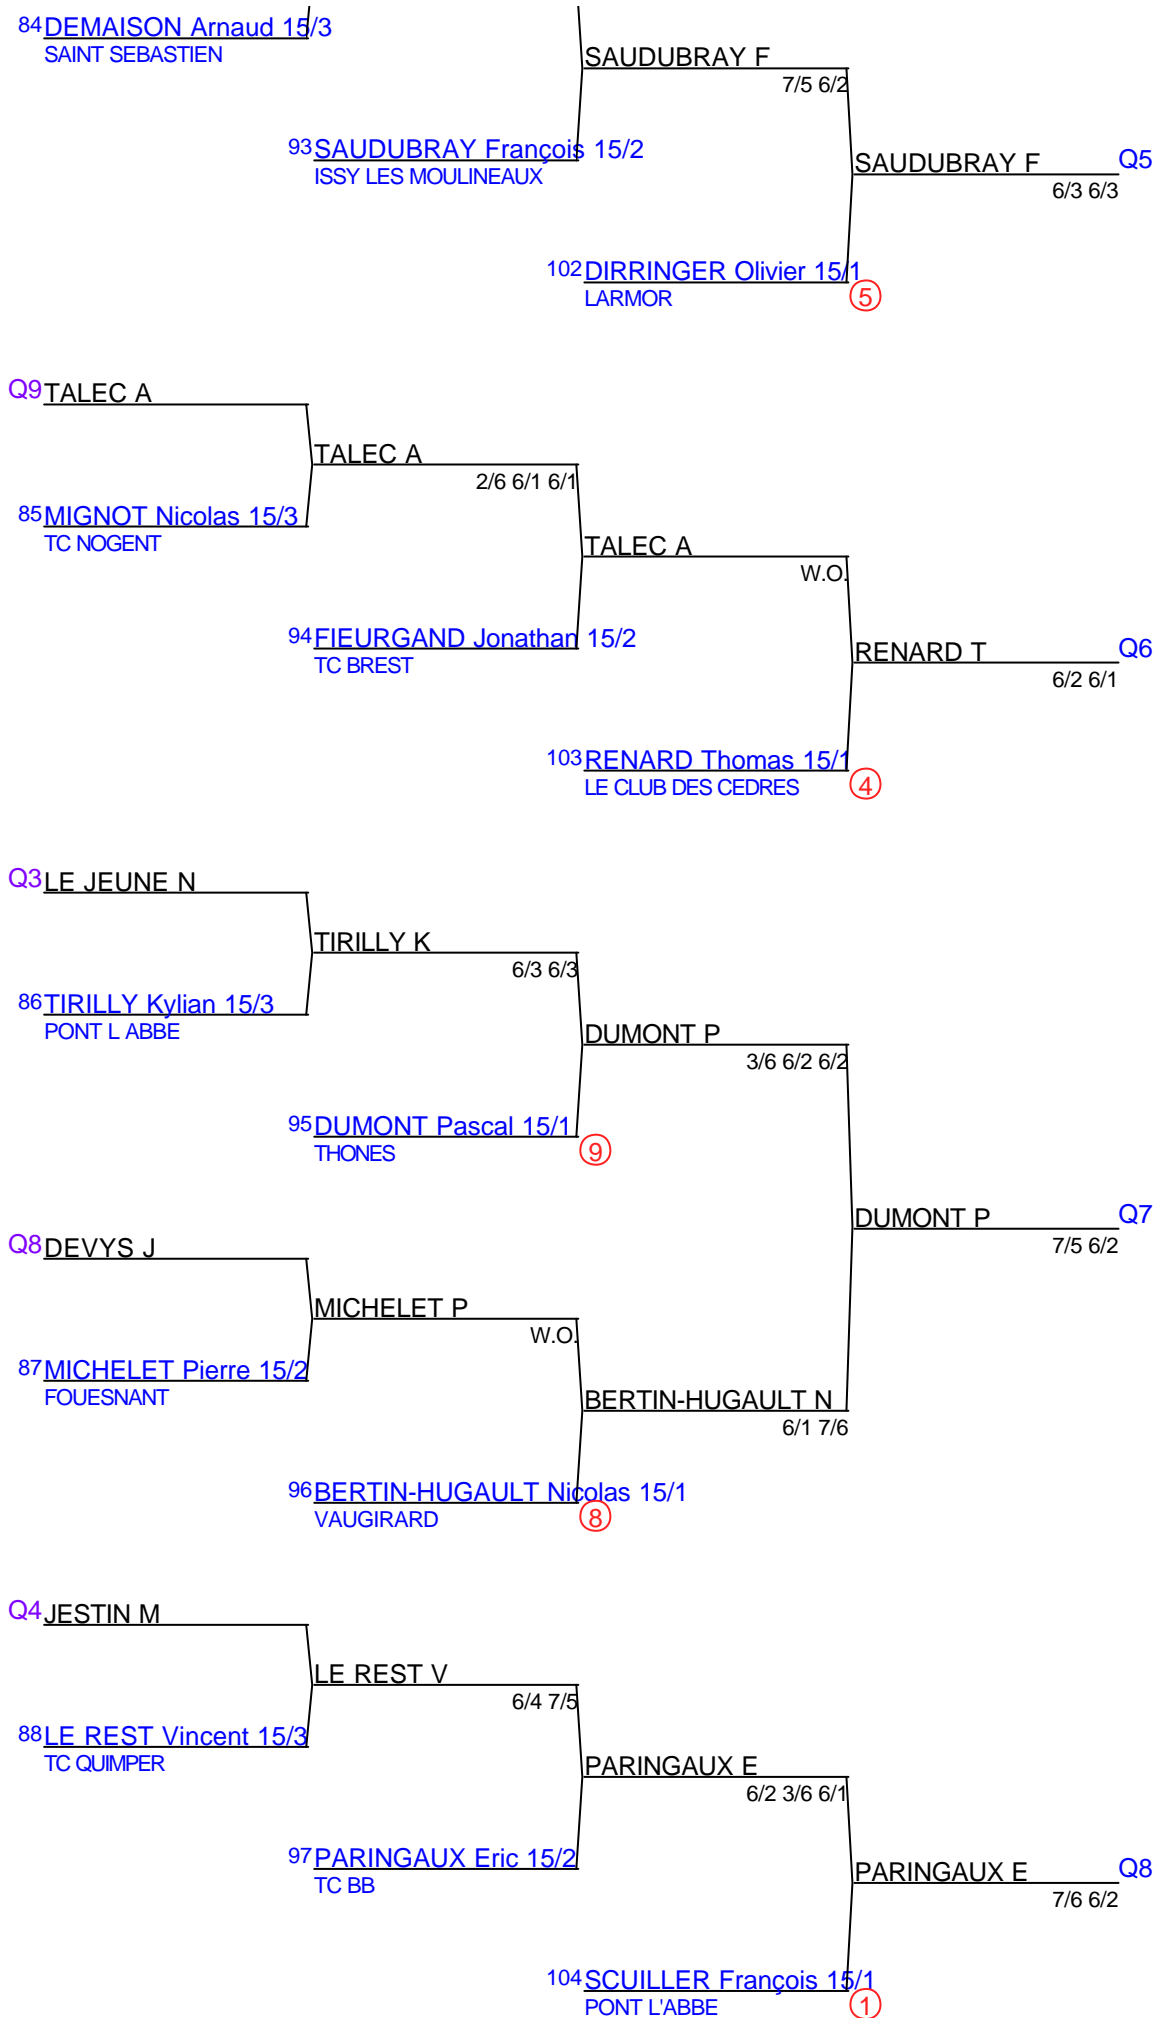 84 DEMAISON Arnaud 15/3
SAINT SEBASTIEN
SAUDUBRAY F
7/5 6/2
93 SAUDUBRAY François 15/2
ISSY LES MOULINEAUX
SAUDUBRAY F Q5
6/3 6/3
102 DIRRINGER Olivier 15/1
LARMOR
5
Q9 TALEC A
TALEC A
2/6 6/1 6/1
85 MIGNOT Nicolas 15/3
TC NOGENT
TALEC A
W.O.
94 FIEURGAND Jonathan 15/2
TC BREST
RENARD T Q6
6/2 6/1
103 RENARD Thomas 15/1
LE CLUB DES CEDRES
4
Q3 LE JEUNE N
TIRILLY K
6/3 6/3
86 TIRILLY Kylian 15/3
PONT L ABBE
DUMONT P
3/6 6/2 6/2
95 DUMONT Pascal 15/1
THONES
9
DUMONT P Q7
7/5 6/2
Q8 DEVYS J
MICHELET P
W.O.
87 MICHELET Pierre 15/2
FOUESNANT
BERTIN-HUGAULT N
6/1 7/6
96 BERTIN-HUGAULT Nicolas 15/1
VAUGIRARD
8
Q4 JESTIN M
LE REST V
6/4 7/5
88 LE REST Vincent 15/3
TC QUIMPER
PARINGAUX E
6/2 3/6 6/1
97 PARINGAUX Eric 15/2
TC BB
PARINGAUX E Q8
7/6 6/2
104 SCUILLER François 15/1
PONT L'ABBE
1